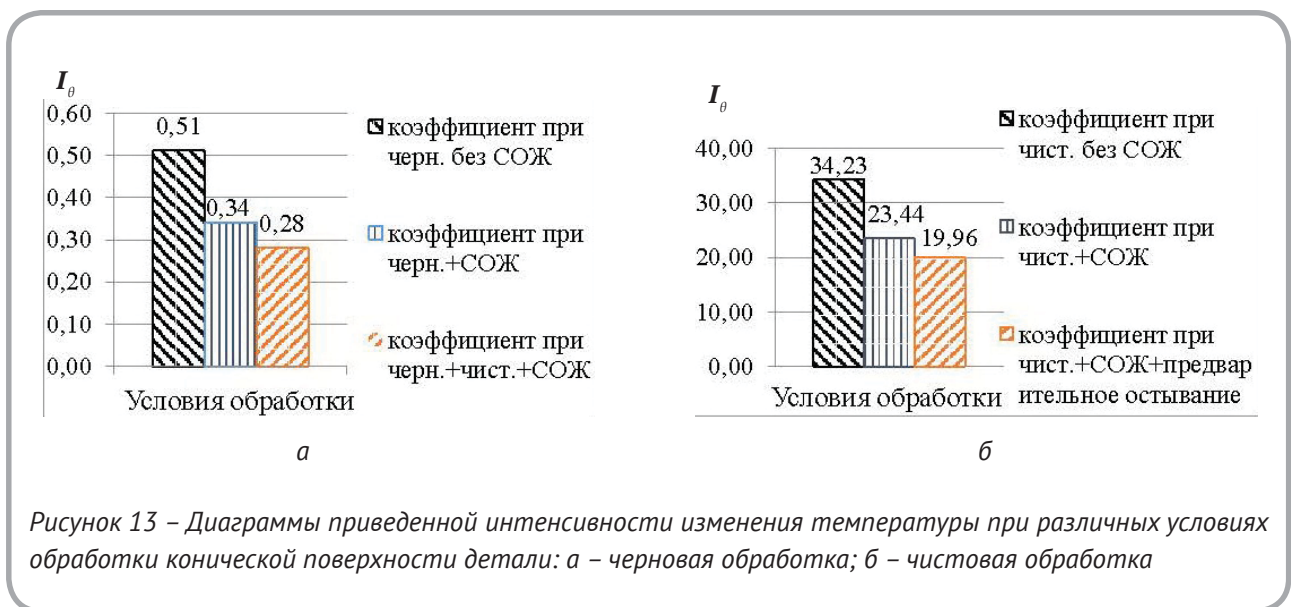 I_θ
0,60
0,50
0,40
0,30
0,20
0,10
0,00
0,51
0,34
0,28
Условия обработки
коэффициент при
черн. без СОЖ
коэффициент при
черн.+СОЖ
коэффициент при
черн.+чист.+СОЖ
а
I_θ
40,00
30,00
20,00
10,00
0,00
34,23
23,44
19,96
Условия обработки
коэффициент при
чист. без СОЖ
коэффициент при
чист.+СОЖ
коэффициент при
чист.+СОЖ+предвар
ительное остывание
б
Рисунок 13 – Диаграммы приведенной интенсивности изменения температуры при различных условиях
обработки конической поверхности детали: а – черновая обработка; б – чистовая обработка